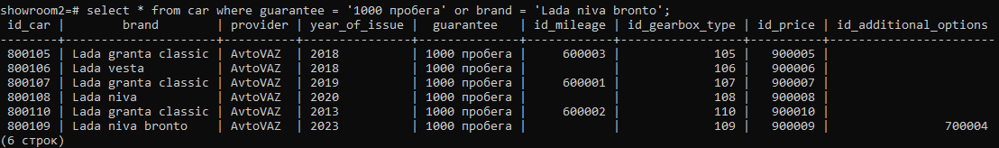 showroom2=# select * from car where guarantee = '1000 пробега' or brand = 'Lada niva bronto';
 id_car |        brand         | provider | year_of_issue |  guarantee   | id_mileage | id_gearbox_type | id_price | id_additional_options
--------+----------------------+----------+---------------+--------------+------------+-----------------+----------+-----------------------
 800105 | Lada granta classic | AvtoVAZ | 2018 | 1000 пробега | 600003 | 105 | 900005 |
 800106 | Lada vesta | AvtoVAZ | 2018 | 1000 пробега | | 106 | 900006 |
 800107 | Lada granta classic | AvtoVAZ | 2019 | 1000 пробега | 600001 | 107 | 900007 |
 800108 | Lada niva | AvtoVAZ | 2020 | 1000 пробега | | 108 | 900008 |
 800110 | Lada granta classic | AvtoVAZ | 2013 | 1000 пробега | 600002 | 110 | 900010 |
 800109 | Lada niva bronto | AvtoVAZ | 2023 | 1000 пробега | | 109 | 900009 | 700004
(6 строк)